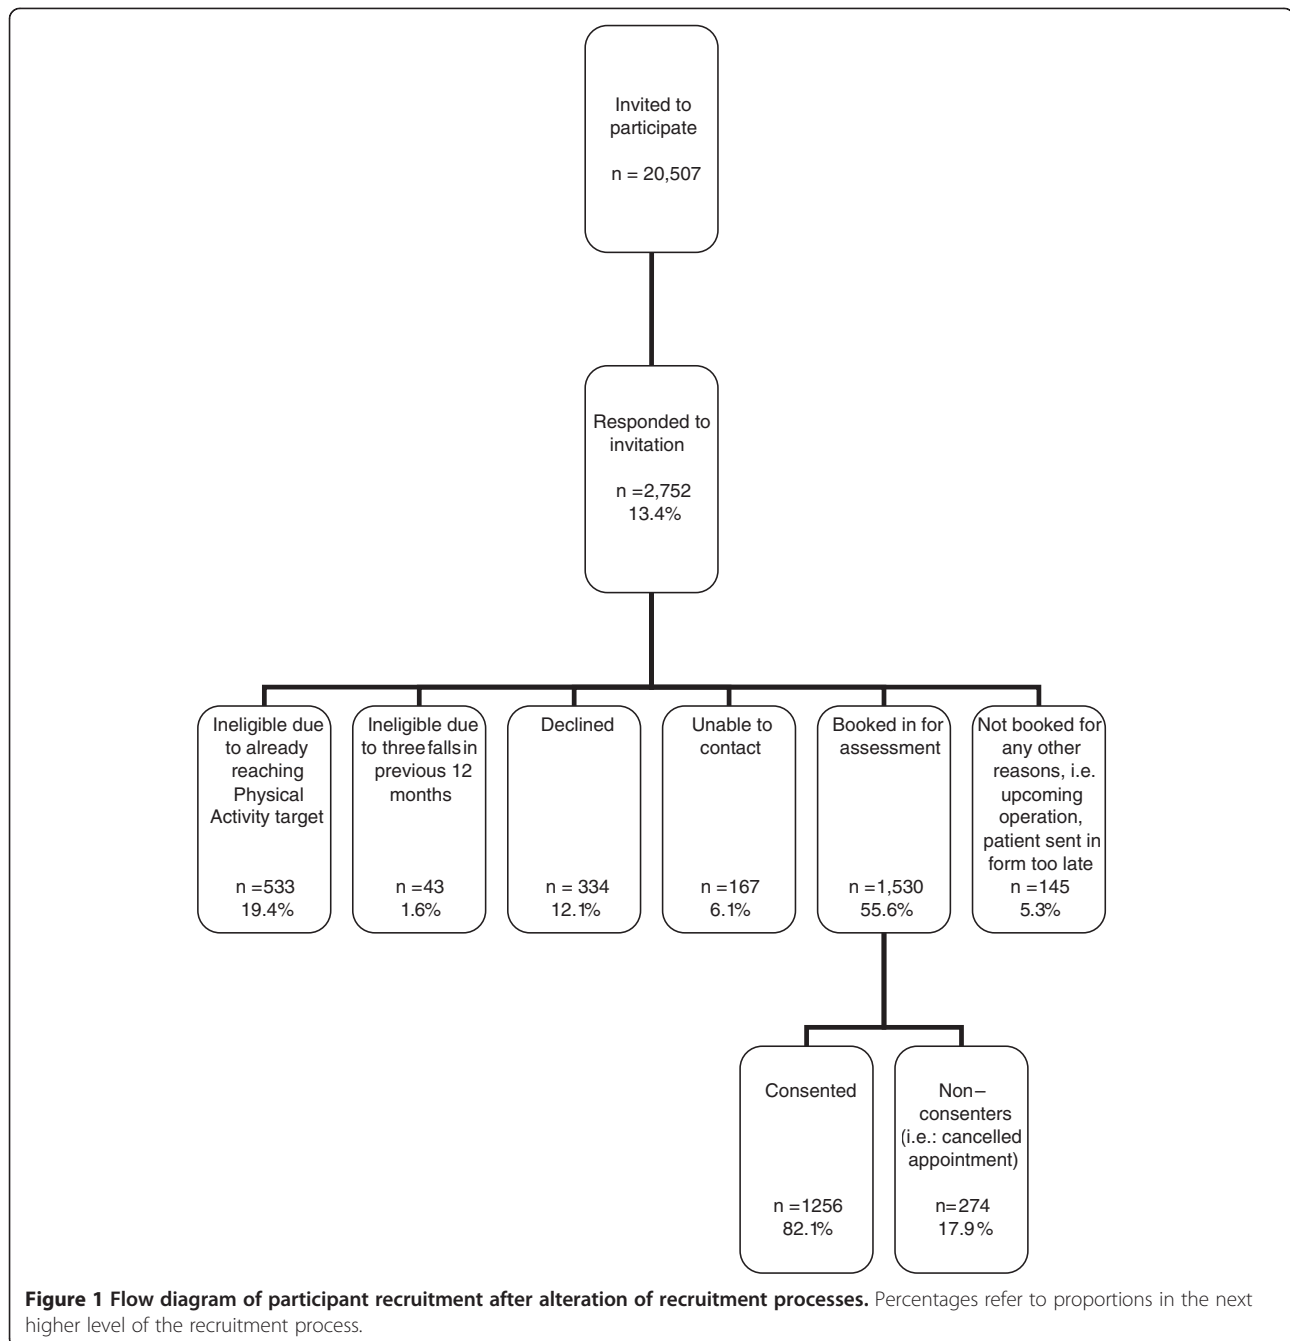 Invited to
participate
n = 20,507
Responded to
invitation
n =2,752
13.4%
Ineligible due
to already
reaching
Physical
Activity target
n =533
19.4%
Ineligible due
to three falls in
previous 12
months
n =43
1.6%
Declined
n = 334
12.1%
Unable to
contact
n =167
6.1%
Booked in for
assessment
n =1,530
55.6%
Not booked for
any other
reasons, i.e.
upcoming
operation,
patient sent in
form too late
n =145
5.3%
Consented
n =1256
82.1%
Non–
consenters
(i.e.: cancelled
appointment)
n=274
17.9%
Figure 1 Flow diagram of participant recruitment after alteration of recruitment processes. Percentages refer to proportions in the next
higher level of the recruitment process.